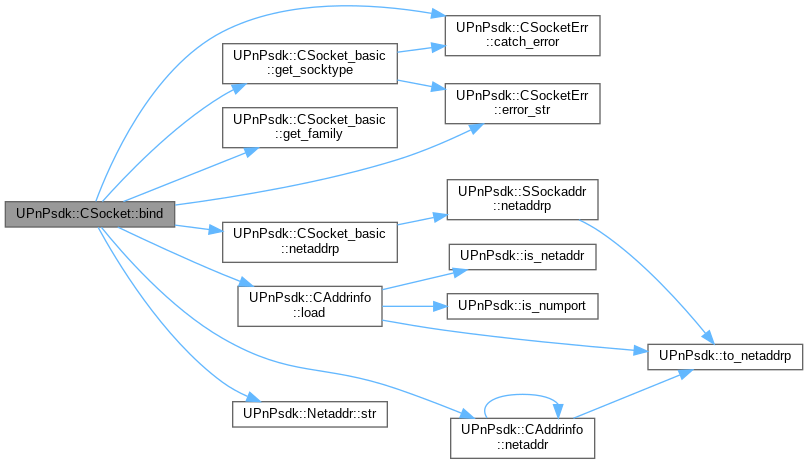 UPnPsdk::CSocketErr
::catch_error
UPnPsdk::CSocket_basic
::get_socktype
UPnPsdk::CSocketErr
::error_str
UPnPsdk::CSocket_basic
::get_family
UPnPsdk::CSocket::bind
UPnPsdk::SSockaddr
::netaddrp
UPnPsdk::CSocket_basic
::netaddrp
UPnPsdk::is_netaddr
UPnPsdk::CAddrinfo
::load
UPnPsdk::is_numport
UPnPsdk::to_netaddrp
UPnPsdk::Netaddr::str
UPnPsdk::CAddrinfo
::netaddr